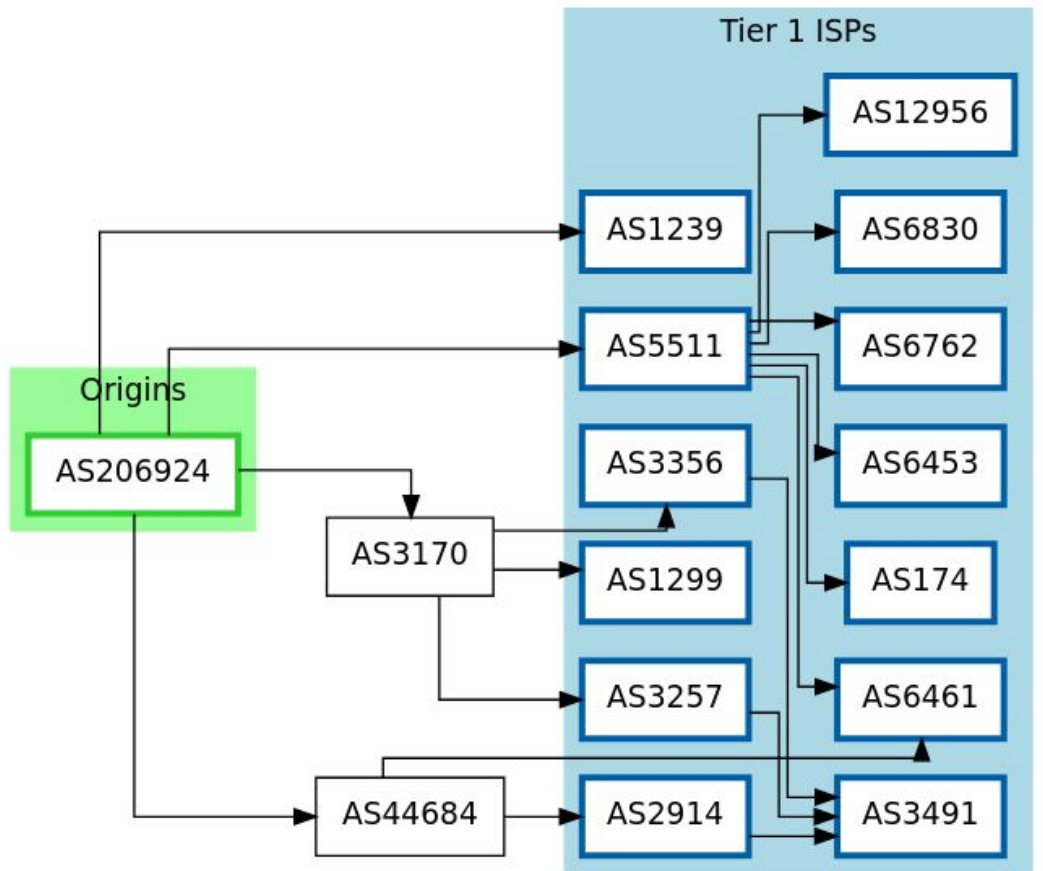 Tier 1 ISPs
AS12956
AS1239
AS6830
AS5511
AS6762
Origins
AS206924
AS3356
AS6453
AS3170
AS1299
AS174
AS3257
AS6461
AS44684
AS2914
AS3491